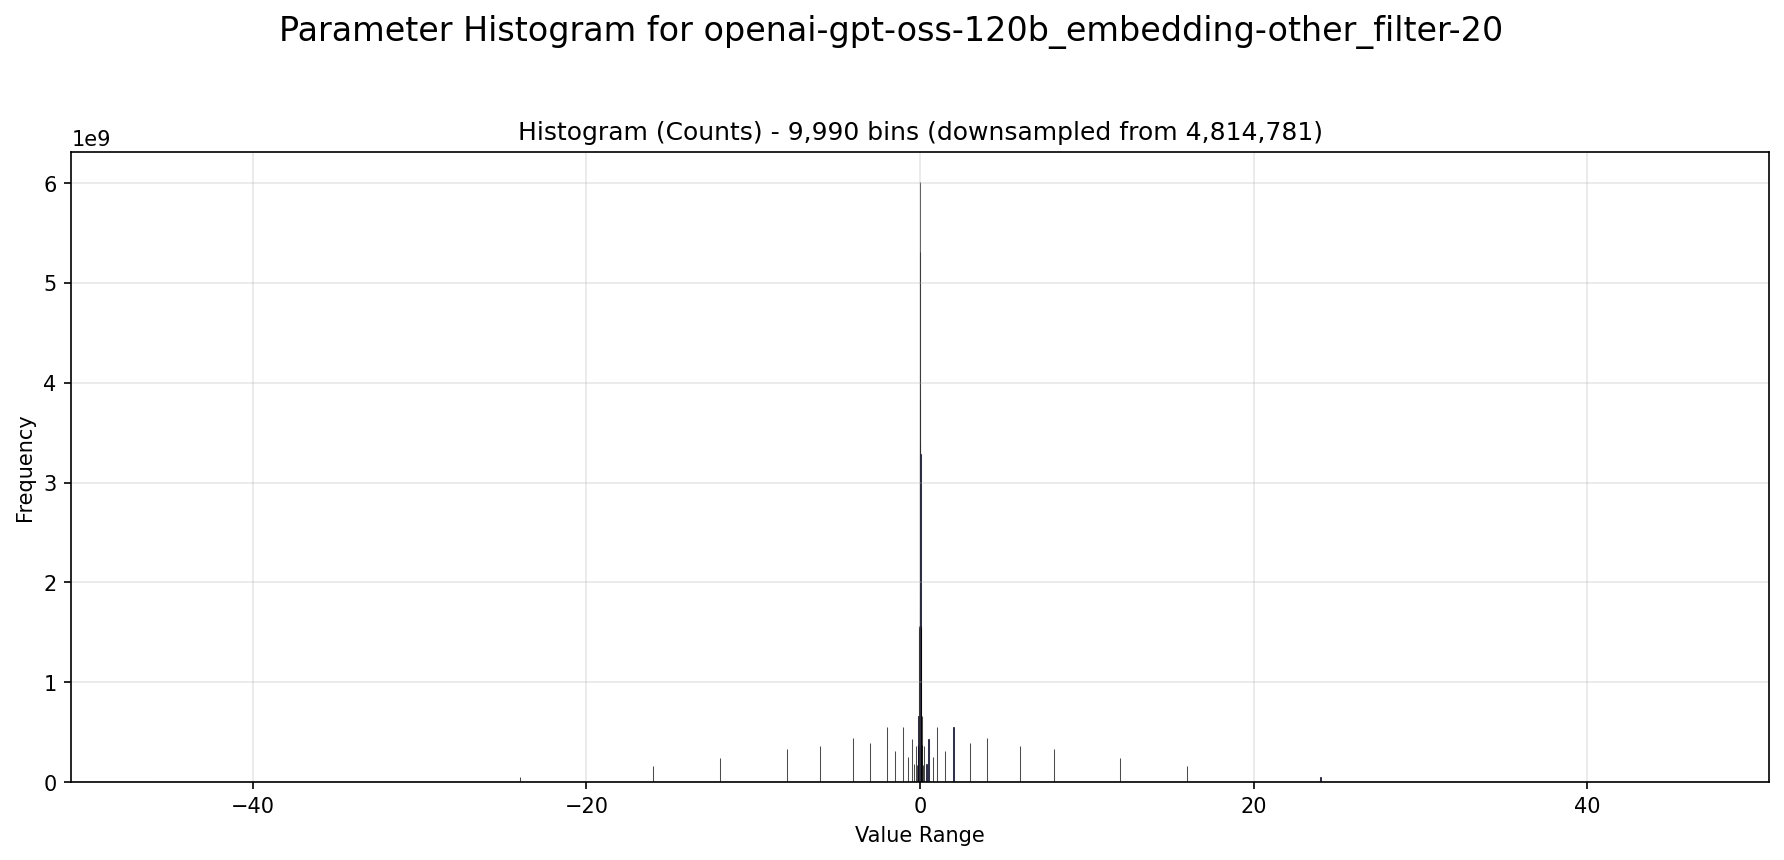 Parameter Histogram for openai-gpt-oss-120b_embedding-other_filter-20
Histogram (Counts) - 9,990 bins (downsampled from 4,814,781)
1e9
6
5
4
3
2
1
0
Frequency
−40
−20
0
20
40
Value Range